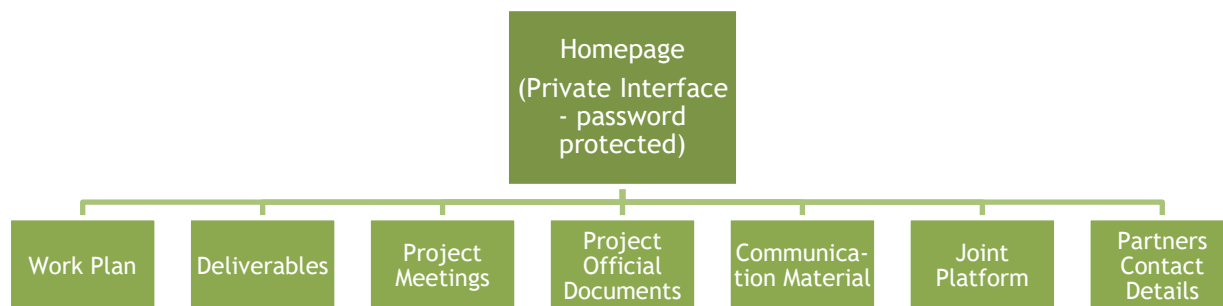 Homepage
(Private Interface
- password
protected)
Work Plan
Deliverables
Project
Meetings
Project
Official
Documents
Communica-
tion Material
Joint
Platform
Partners
Contact
Details